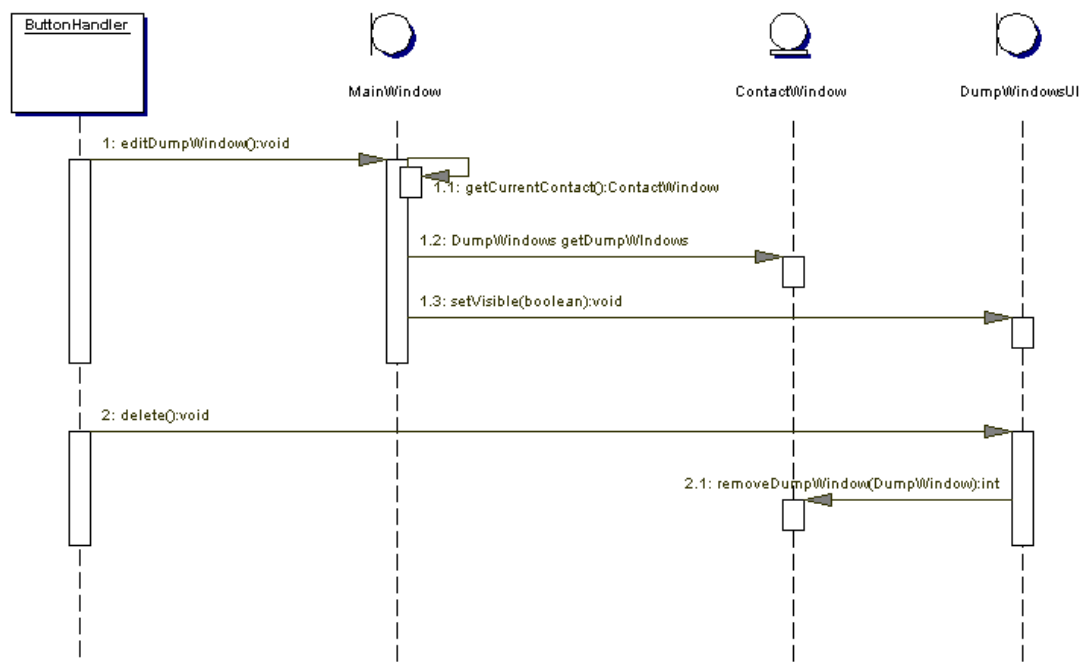 ButtonHandler
MainWindow
ContactWindow
DumpWindowsUI
1: editDumpWindow():void
1.1: getCurrentContact():ContactWindow
1.2: DumpWindows getDumpWIndows
1.3: setVisible(boolean):void
2: delete():void
2.1: removeDumpWindow(DumpWindow):int